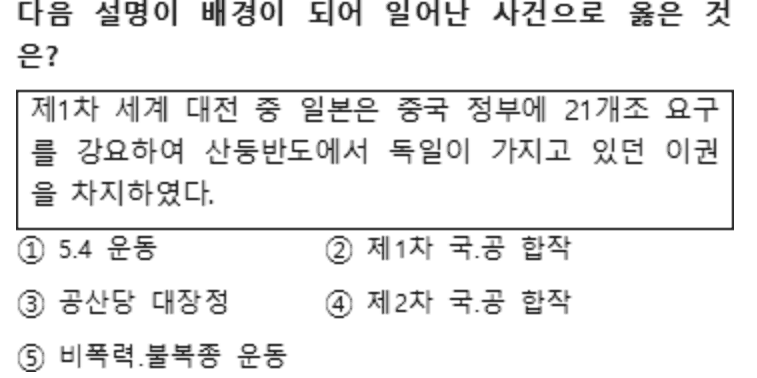 다음 설명이 배경이 되어 일어난 사건으로 옳은 것
은?
제1차 세계 대전 중 일본은 중국 정부에 21개조 요구
를 강요하여 산둥반도에서 독일이 가지고 있던 이권
을 차지하였다.
① 5.4 운동 ② 제1차 국.공 합작
③ 공산당 대장정 ④ 제2차 국.공 합작
⑤ 비폭력.불복종 운동